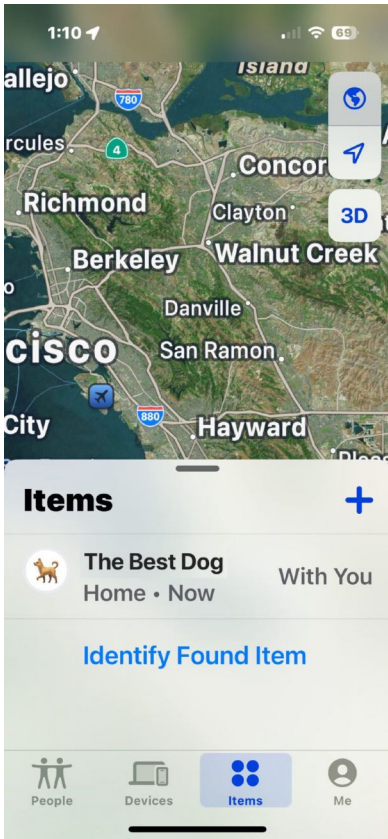 1:10
69
Island
allejo
780
rcules
4
Concor
Richmond
Clayton
3D
Berkeley
Walnut Creek
o
Danville
cisco
San Ramon
880
City
Hayward
Items
+
The Best Dog
Home • Now
With You
Identify Found Item
People
Devices
Items
Me